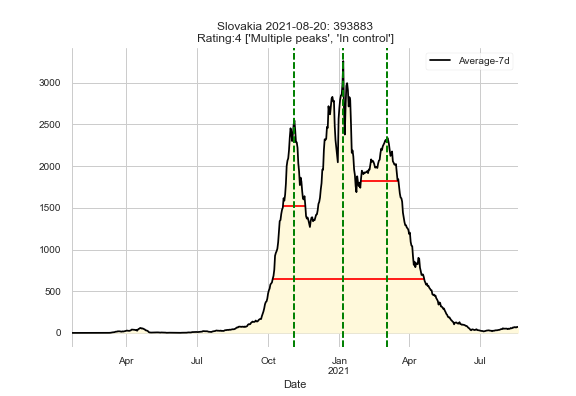 Slovakia 2021-08-20: 393883
Rating:4 ['Multiple peaks', 'In control']
Average-7d
3000
2500
2000
1500
1000
500
0
Apr Jul Oct Jan Apr Jul
2021
Date